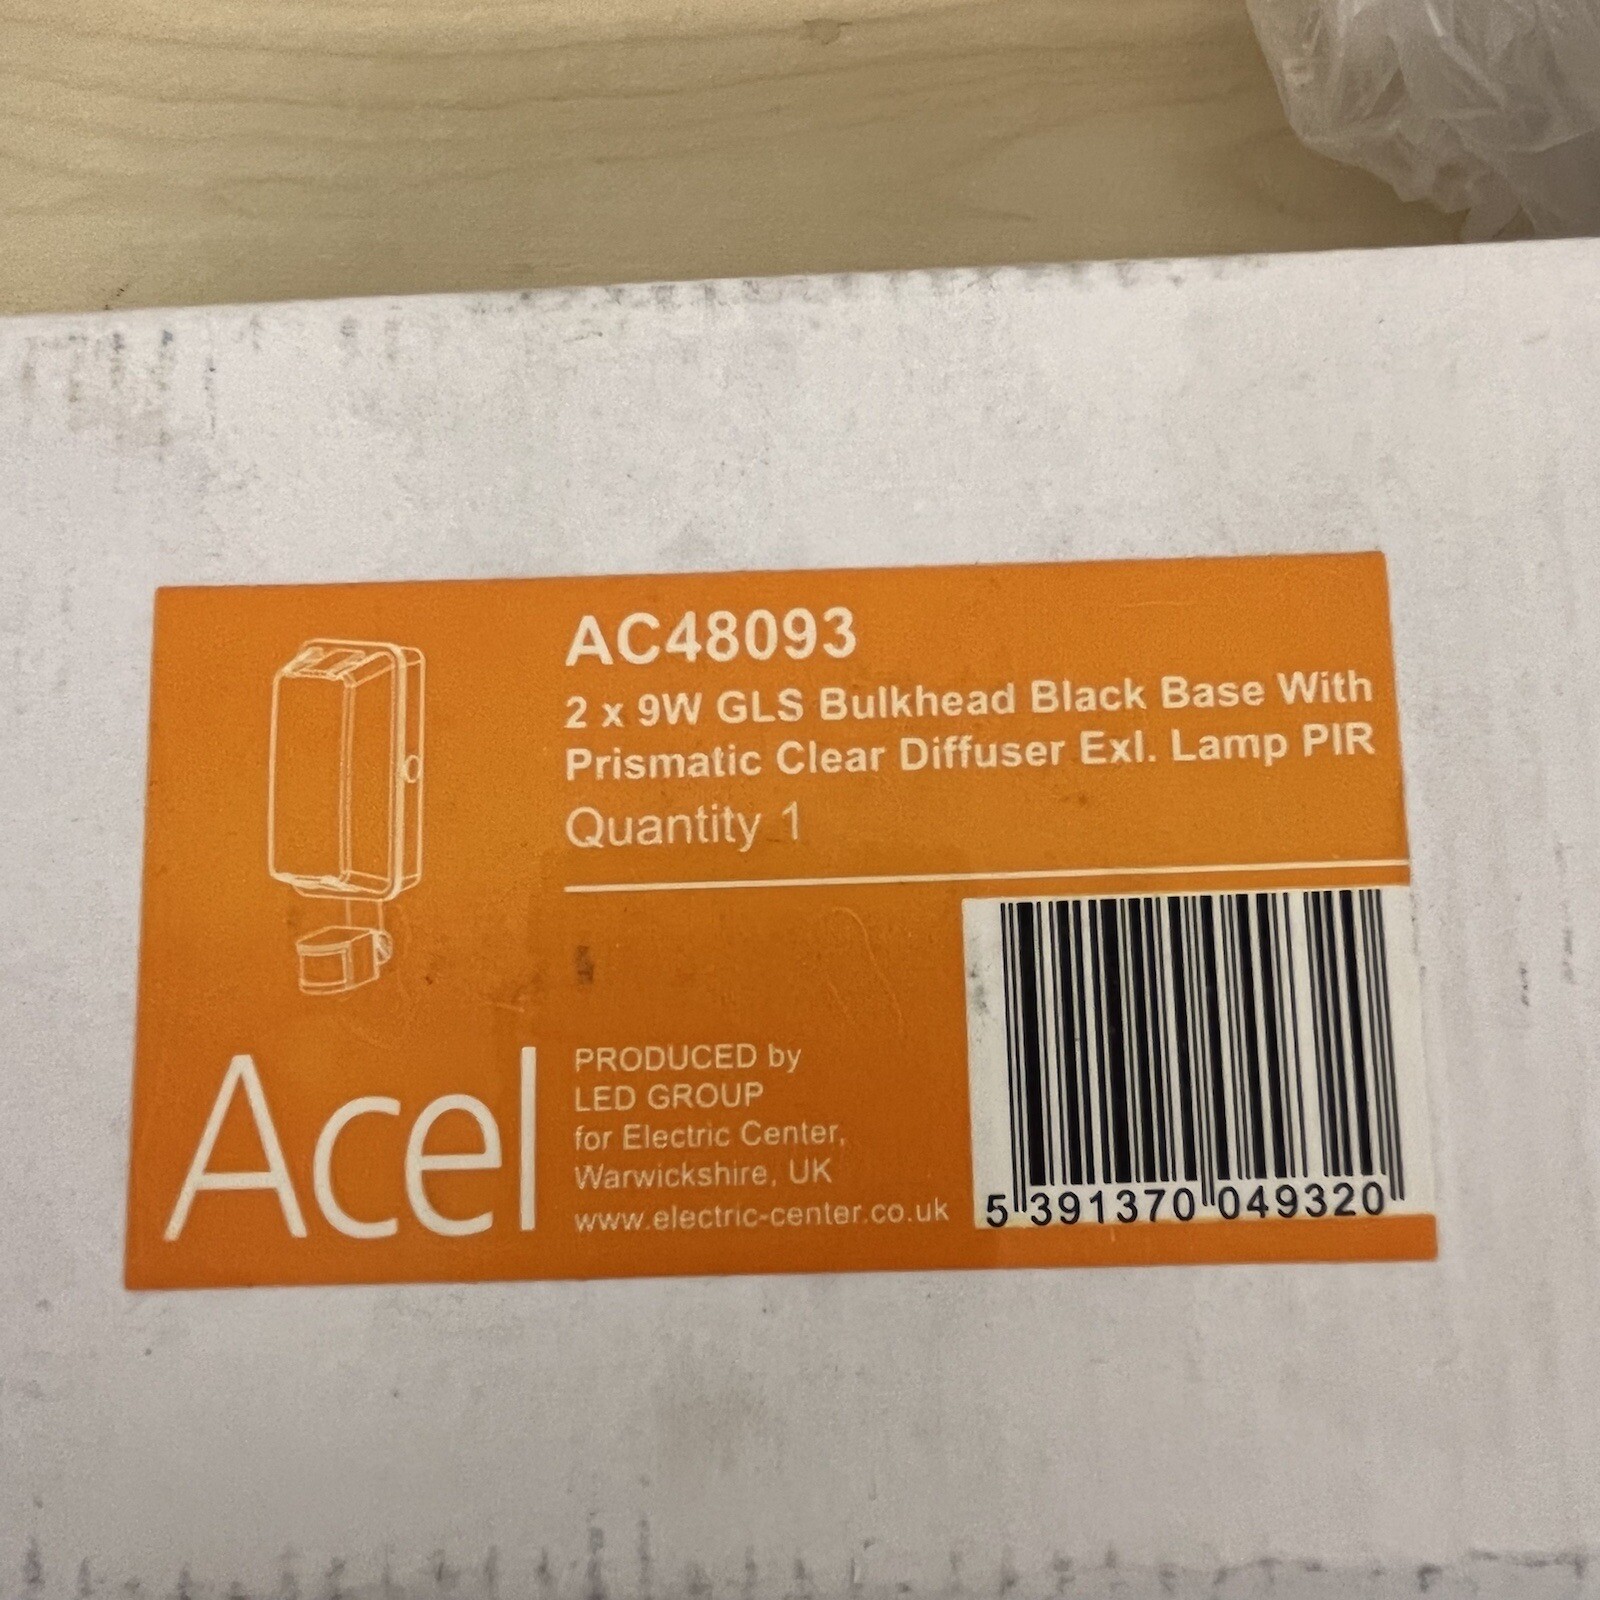 AC48093
2 x 9W GLS Bulkhead Black Base With
Prismatic Clear Diffuser Exl. Lamp PIR
Quantity 1
Acel
PRODUCED by
LED GROUP
for Electric Center,
Warwickshire, UK
www.electric-center.co.uk
5 391370 049320